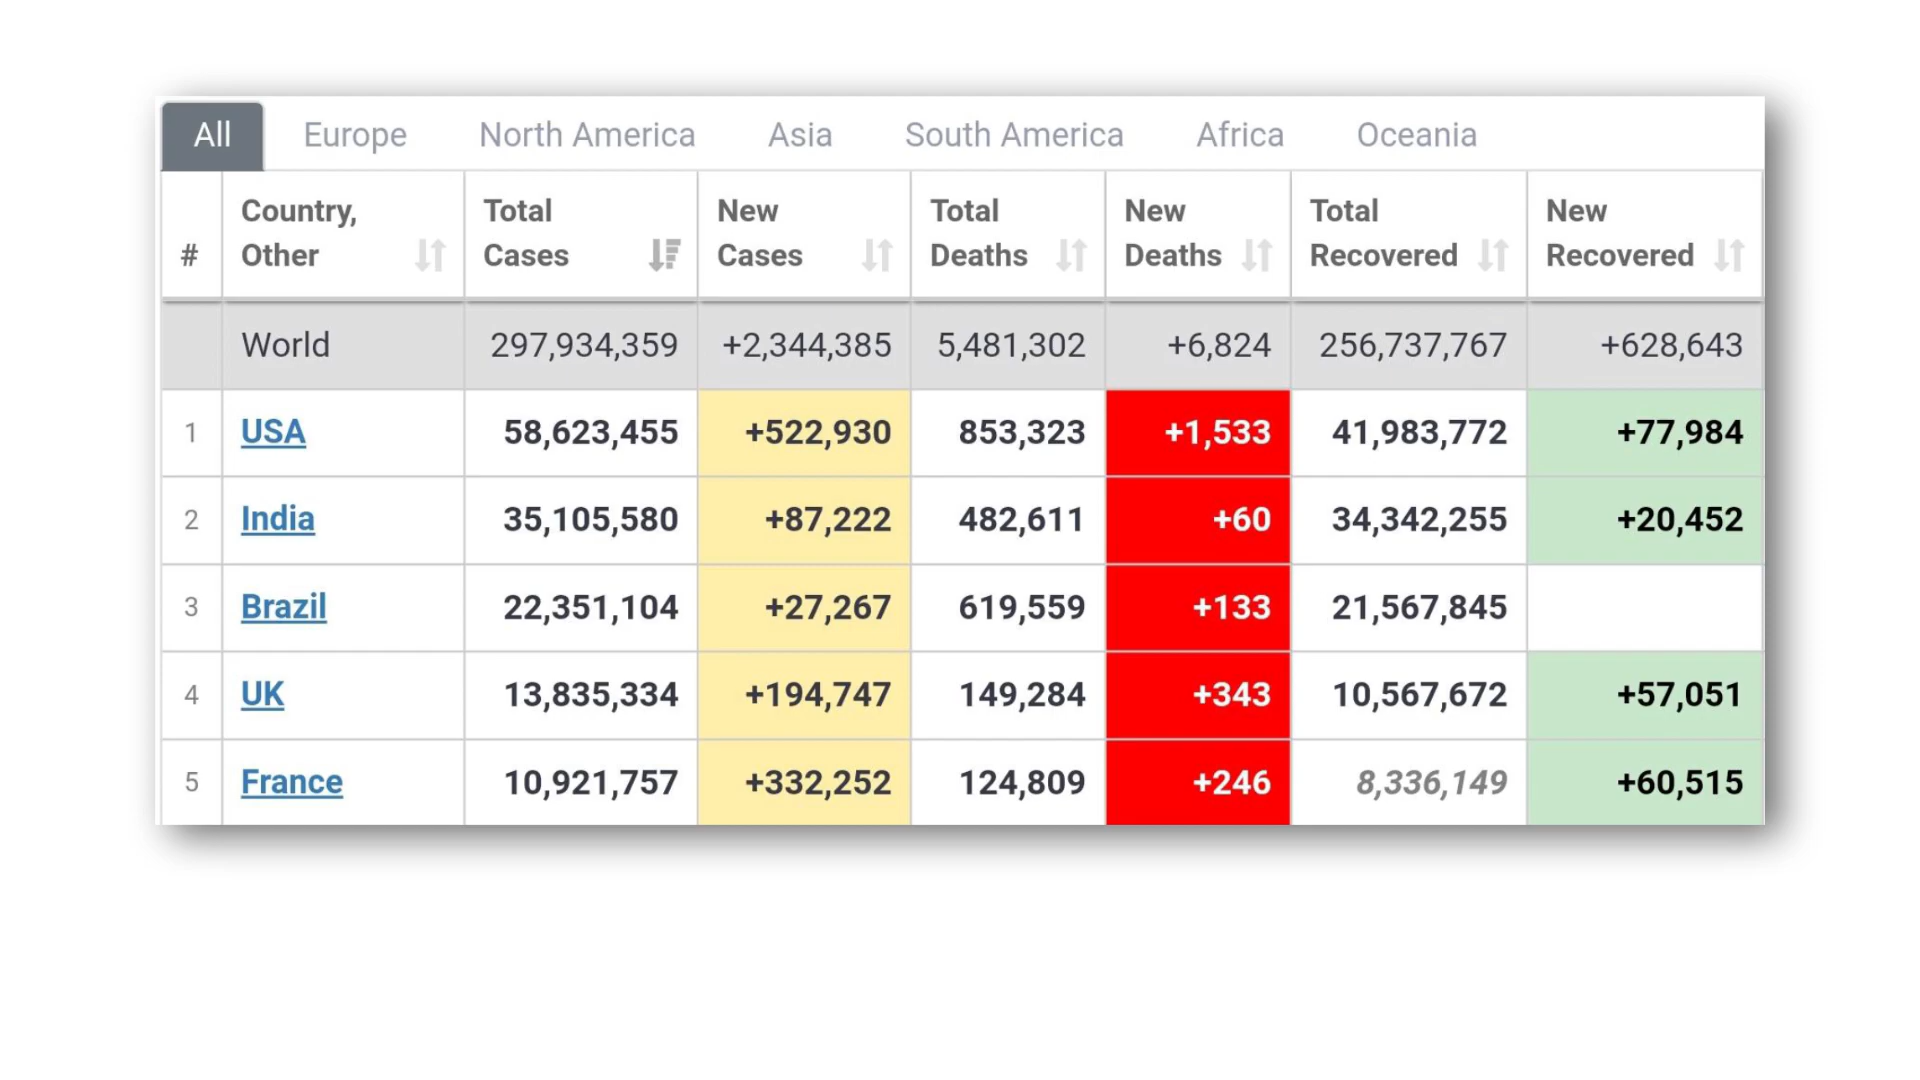 All Europe North America Asia South America Africa Oceania
# Country, Other Total Cases New Cases Total Deaths New Deaths Total Recovered New Recovered
World 297,934,359 +2,344,385 5,481,302 +6,824 256,737,767 +628,643
1 USA 58,623,455 +522,930 853,323 +1,533 41,983,772 +77,984
2 India 35,105,580 +87,222 482,611 +60 34,342,255 +20,452
3 Brazil 22,351,104 +27,267 619,559 +133 21,567,845
4 UK 13,835,334 +194,747 149,284 +343 10,567,672 +57,051
5 France 10,921,757 +332,252 124,809 +246 8,336,149 +60,515